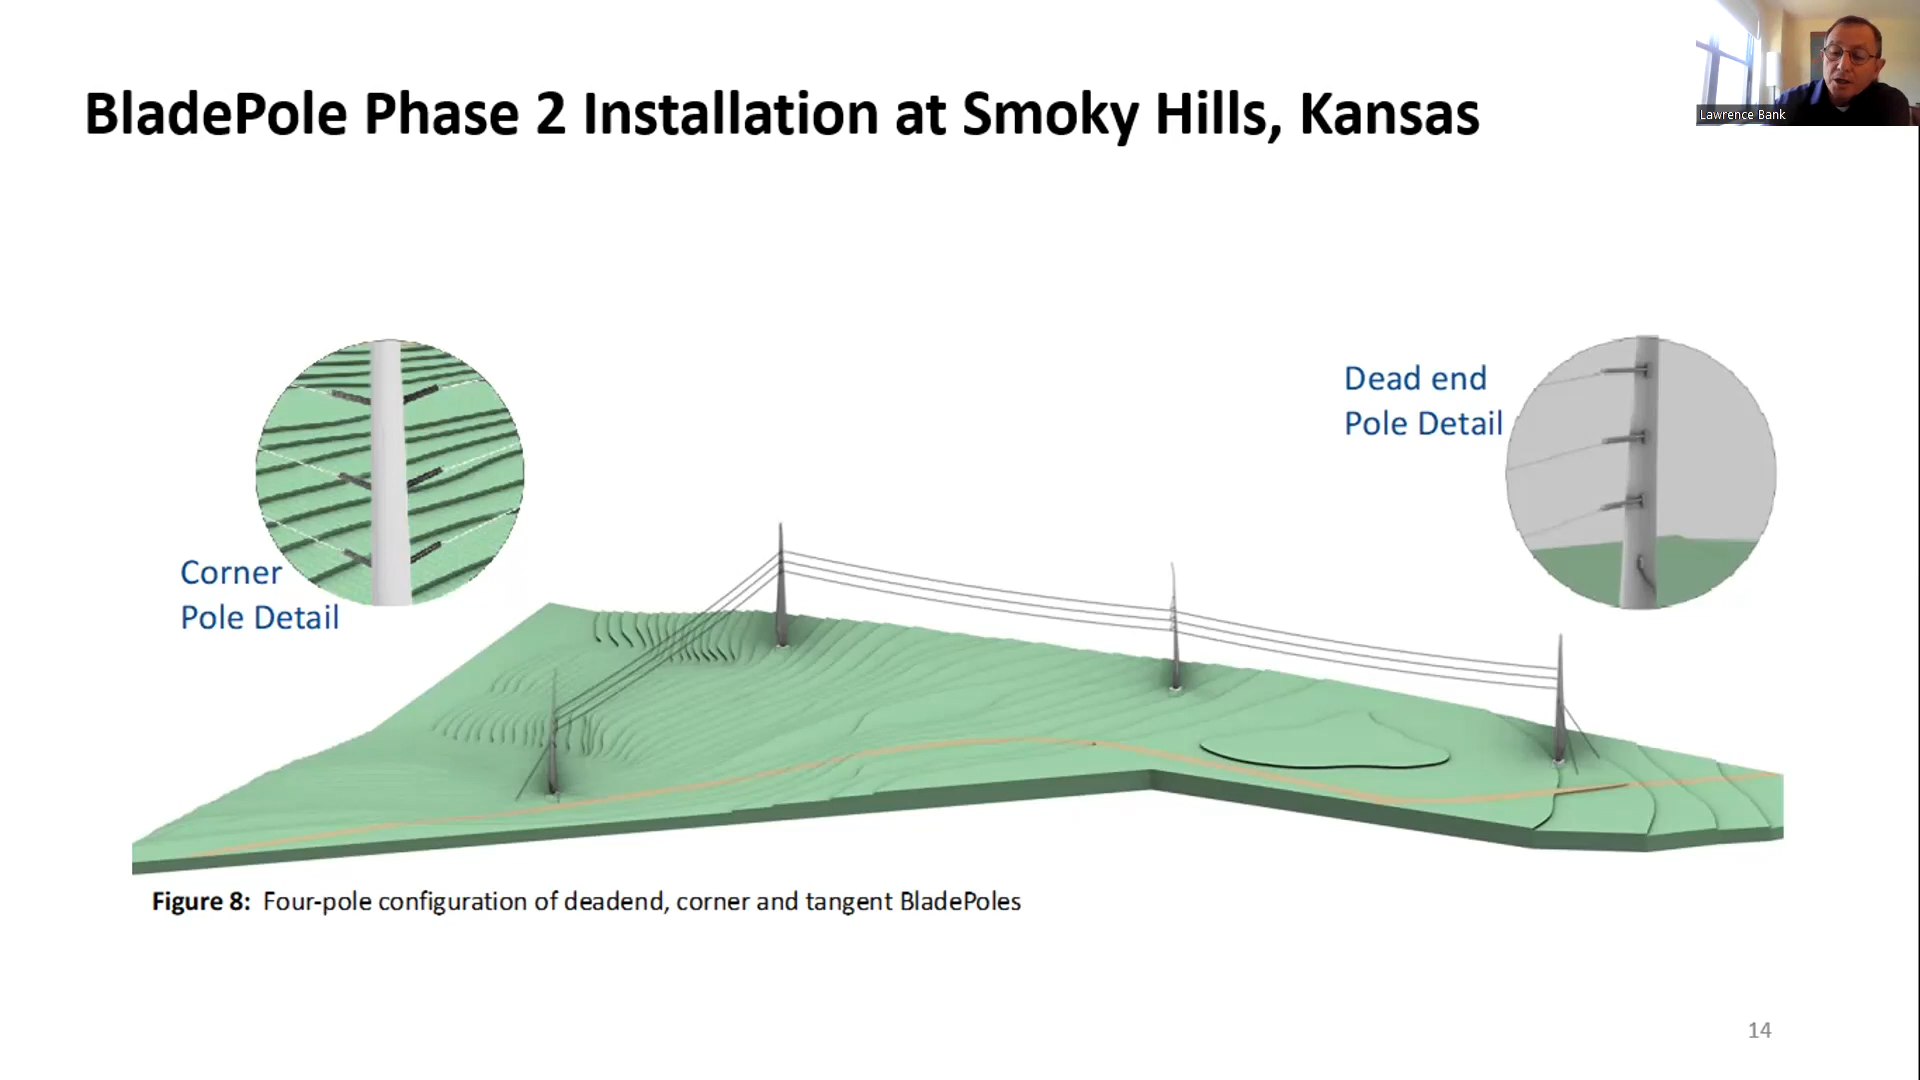 BladePole Phase 2 Installation at Smoky Hills, Kansas
Lawrence Bank
Dead end
Pole Detail
Corner
Pole Detail
Figure 8: Four-pole configuration of deadend, corner and tangent BladePoles
14